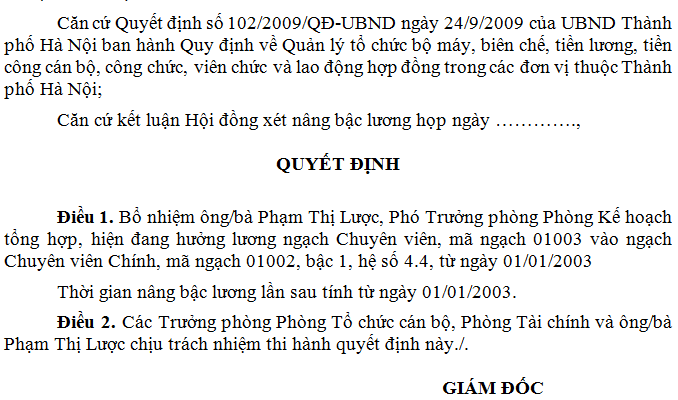 Căn cứ Quyết định số 102/2009/QĐ-UBND ngày 24/9/2009 của UBND Thành
phố Hà Nội ban hành Quy định về Quản lý tổ chức bộ máy, biên chế, tiền lương, tiền
công cán bộ, công chức, viên chức và lao động hợp đồng trong các đơn vị thuộc Thành
phố Hà Nội;
Căn cứ kết luận Hội đồng xét nâng bậc lương họp ngày ………….,
QUYẾT ĐỊNH
Điều 1. Bổ nhiệm ông/bà Phạm Thị Lược, Phó Trưởng phòng Phòng Kế hoạch
tổng hợp, hiện đang hưởng lương ngạch Chuyên viên, mã ngạch 01003 vào ngạch
Chuyên viên Chính, mã ngạch 01002, bậc 1, hệ số 4.4, từ ngày 01/01/2003
Thời gian nâng bậc lương lần sau tính từ ngày 01/01/2003.
Điều 2. Các Trưởng phòng Phòng Tổ chức cán bộ, Phòng Tài chính và ông/bà
Phạm Thị Lược chịu trách nhiệm thi hành quyết định này./.
GIÁM ĐỐC